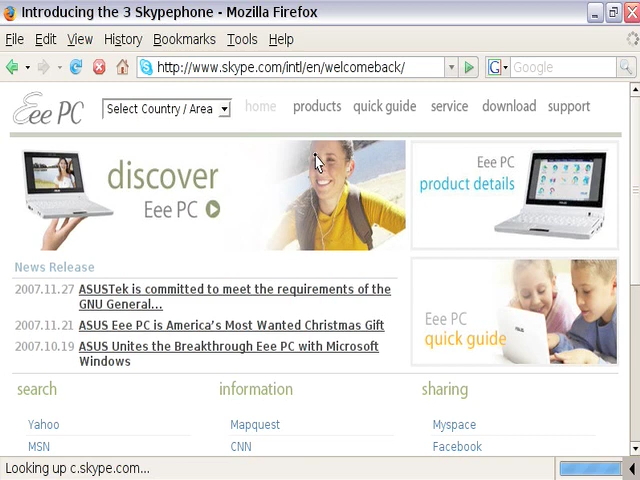 Introducing the 3 Skypephone - Mozilla Firefox
File Edit View History Bookmarks Tools Help
http://www.skype.com/intl/en/welcomeback/
G Google
Eee PC
Select Country / Area
home products quick guide service download support
discover
Eee PC
Eee PC
product details
News Release
2007.11.27 ASUSTek is committed to meet the requirements of the
GNU General...
2007.11.21 ASUS Eee PC is America's Most Wanted Christmas Gift
2007.10.19 ASUS Unites the Breakthrough Eee PC with Microsoft
Windows
Eee PC
quick guide
search information sharing
Yahoo Mapquest Myspace
MSN CNN Facebook
Looking up c.skype.com...